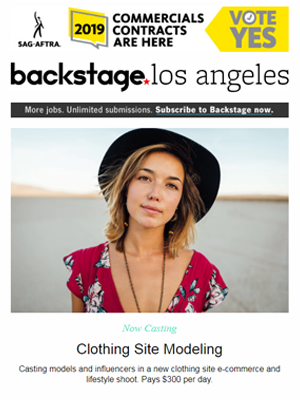 2019
COMMERCIALS
CONTRACTS
ARE HERE
VOTE
YES
SAG-AFTRA.
backstage.los angeles
More jobs. Unlimited submissions. Subscribe to Backstage now.
Now Casting
Clothing Site Modeling
Casting models and influencers in a new clothing site e-commerce and
lifestyle shoot. Pays $300 per day.